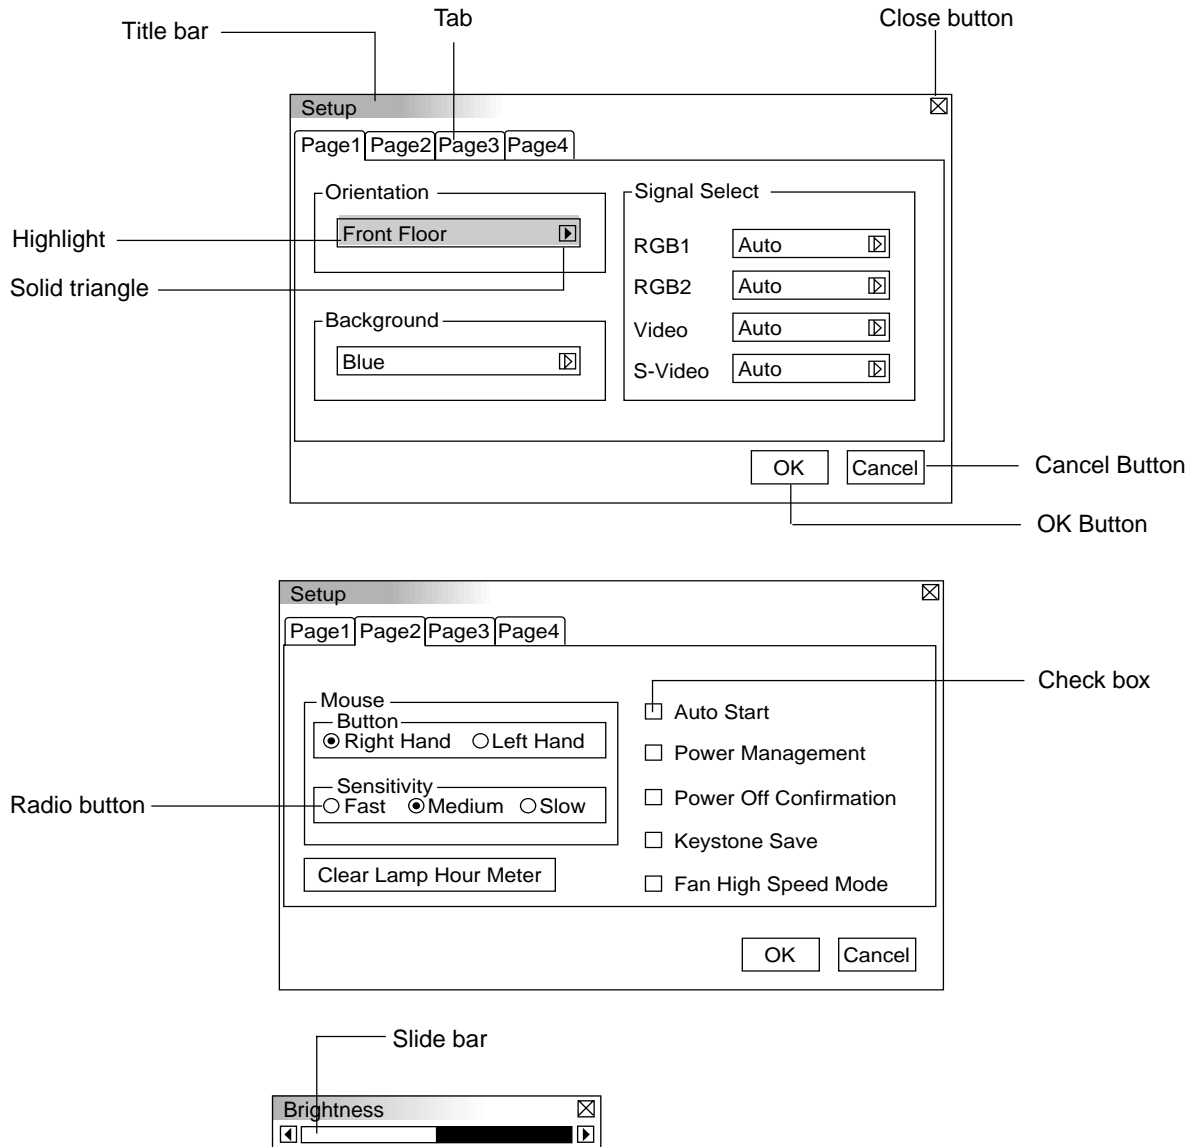 Title bar
Tab
Close button
Setup
Page1 Page2 Page3 Page4
Orientation
Front Floor
Highlight
Solid triangle
Background
Blue
Signal Select
RGB1 Auto
RGB2 Auto
Video Auto
S-Video Auto
OK Cancel
Cancel Button
OK Button
Setup
Page1 Page2 Page3 Page4
Mouse
Button
Right Hand Left Hand
Sensitivity
Radio button
Fast Medium Slow
Clear Lamp Hour Meter
Check box
Auto Start
Power Management
Power Off Confirmation
Keystone Save
Fan High Speed Mode
OK Cancel
Slide bar
Brightness